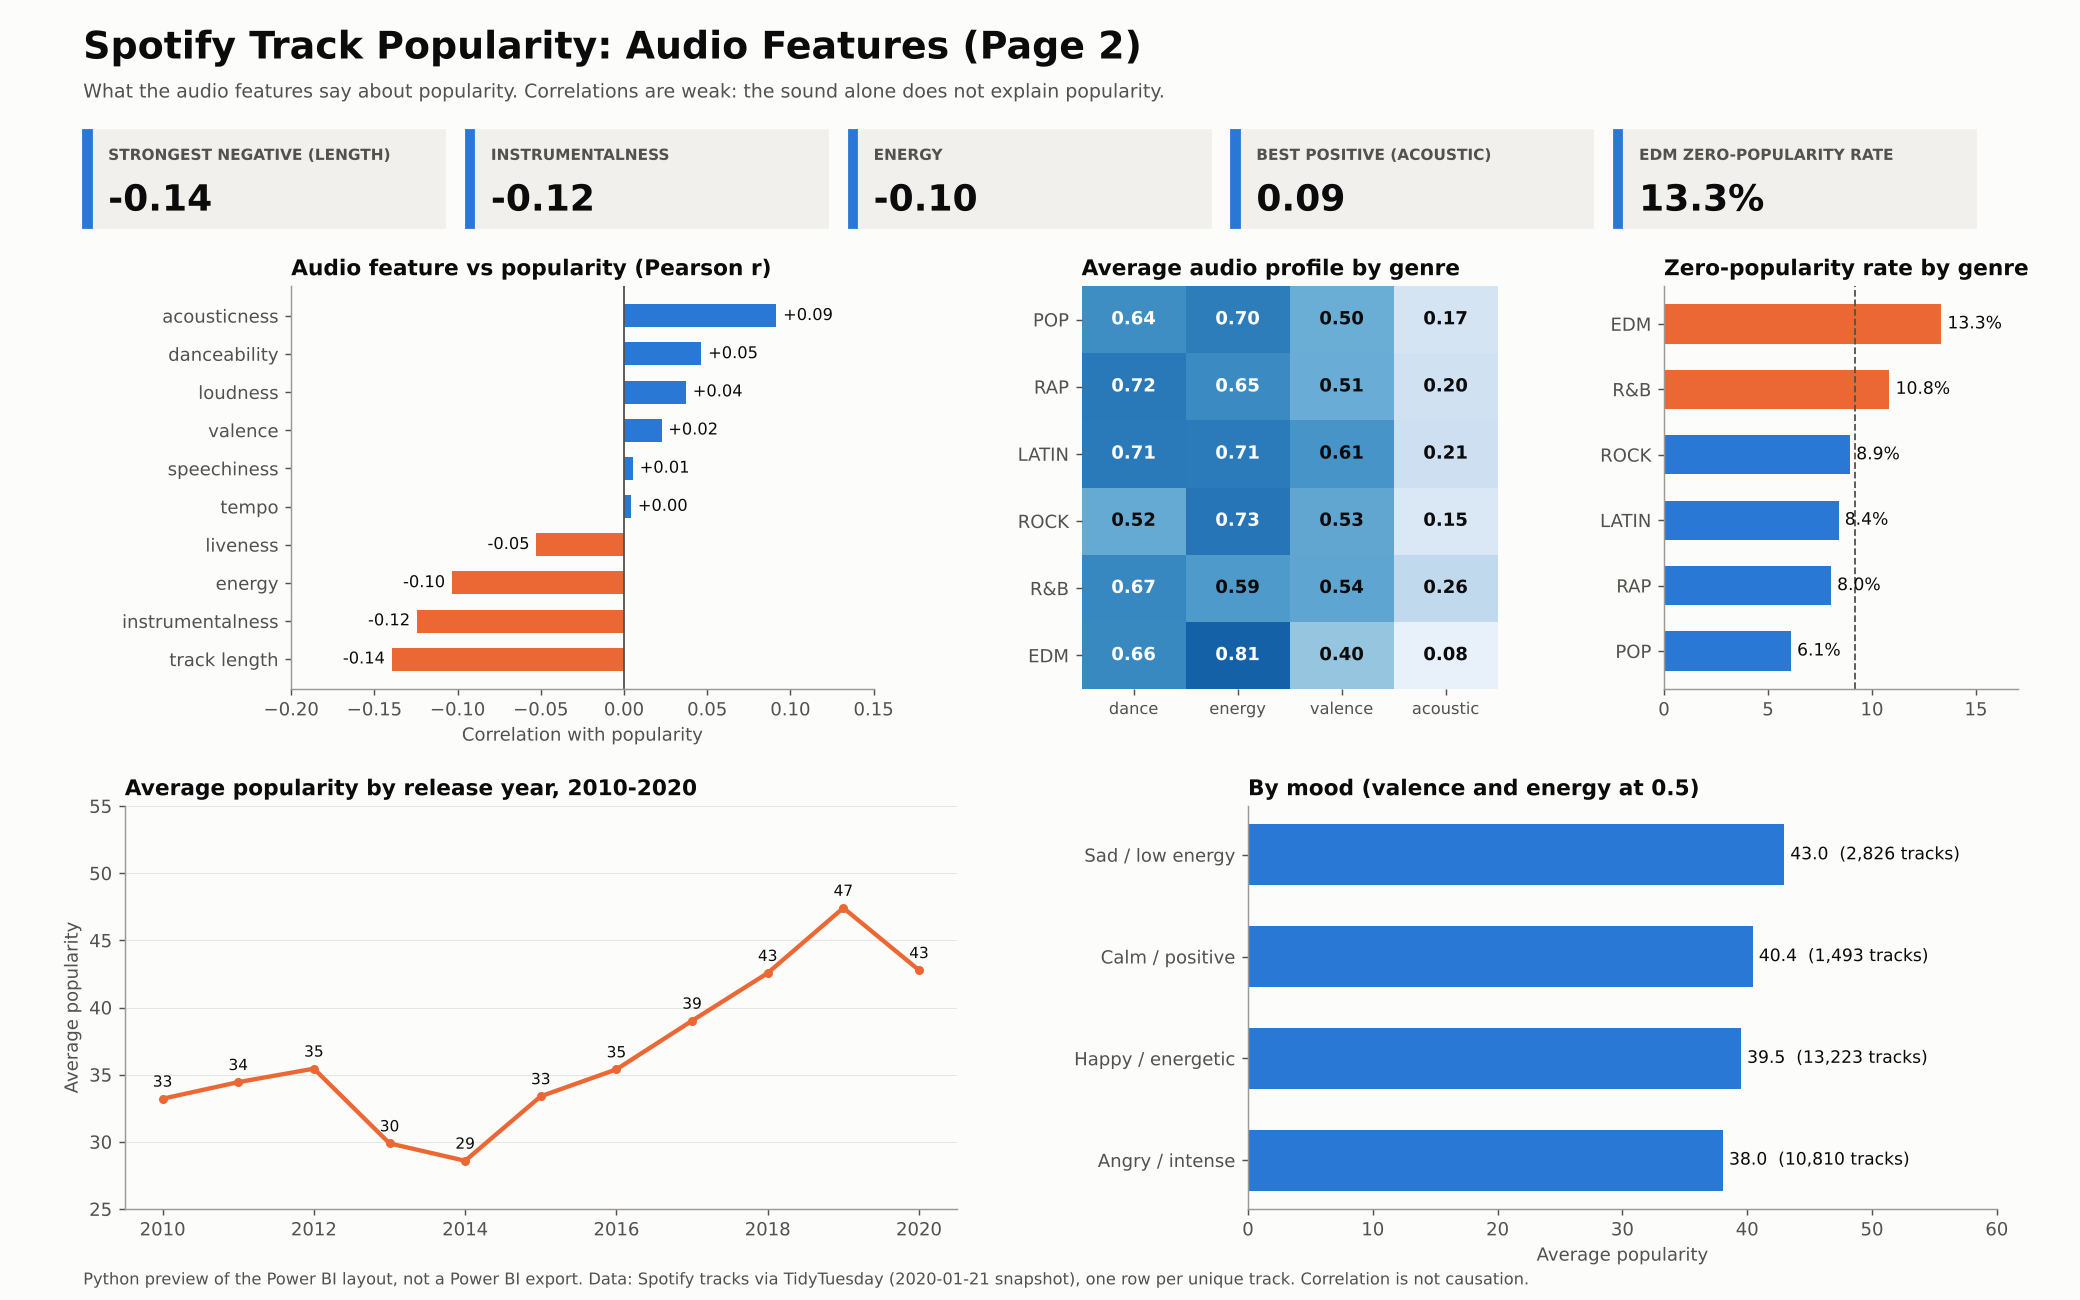 Spotify Track Popularity: Audio Features (Page 2)
What the audio features say about popularity. Correlations are weak: the sound alone does not explain popularity.
STRONGEST NEGATIVE (LENGTH)
-0.14
INSTRUMENTALNESS
-0.12
ENERGY
-0.10
BEST POSITIVE (ACOUSTIC)
0.09
EDM ZERO-POPULARITY RATE
13.3%
Audio feature vs popularity (Pearson r)
acousticness +0.09
danceability +0.05
loudness +0.04
valence +0.02
speechiness +0.01
tempo +0.00
liveness -0.05
energy -0.10
instrumentalness -0.12
track length -0.14
−0.20 −0.15 −0.10 −0.05 0.00 0.05 0.10 0.15
Correlation with popularity
Average audio profile by genre
POP 0.64 0.70 0.50 0.17
RAP 0.72 0.65 0.51 0.20
LATIN 0.71 0.71 0.61 0.21
ROCK 0.52 0.73 0.53 0.15
R&B 0.67 0.59 0.54 0.26
EDM 0.66 0.81 0.40 0.08
dance energy valence acoustic
Zero-popularity rate by genre
EDM 13.3%
R&B 10.8%
ROCK 8.9%
LATIN 8.4%
RAP 8.0%
POP 6.1%
0 5 10 15
Average popularity by release year, 2010-2020
Average popularity
55
50
45
40
35
30
25
33 34 35 30 29 33 35 39 43 47 43
2010 2012 2014 2016 2018 2020
By mood (valence and energy at 0.5)
Sad / low energy 43.0 (2,826 tracks)
Calm / positive 40.4 (1,493 tracks)
Happy / energetic 39.5 (13,223 tracks)
Angry / intense 38.0 (10,810 tracks)
0 10 20 30 40 50 60
Average popularity
Python preview of the Power BI layout, not a Power BI export. Data: Spotify tracks via TidyTuesday (2020-01-21 snapshot), one row per unique track. Correlation is not causation.